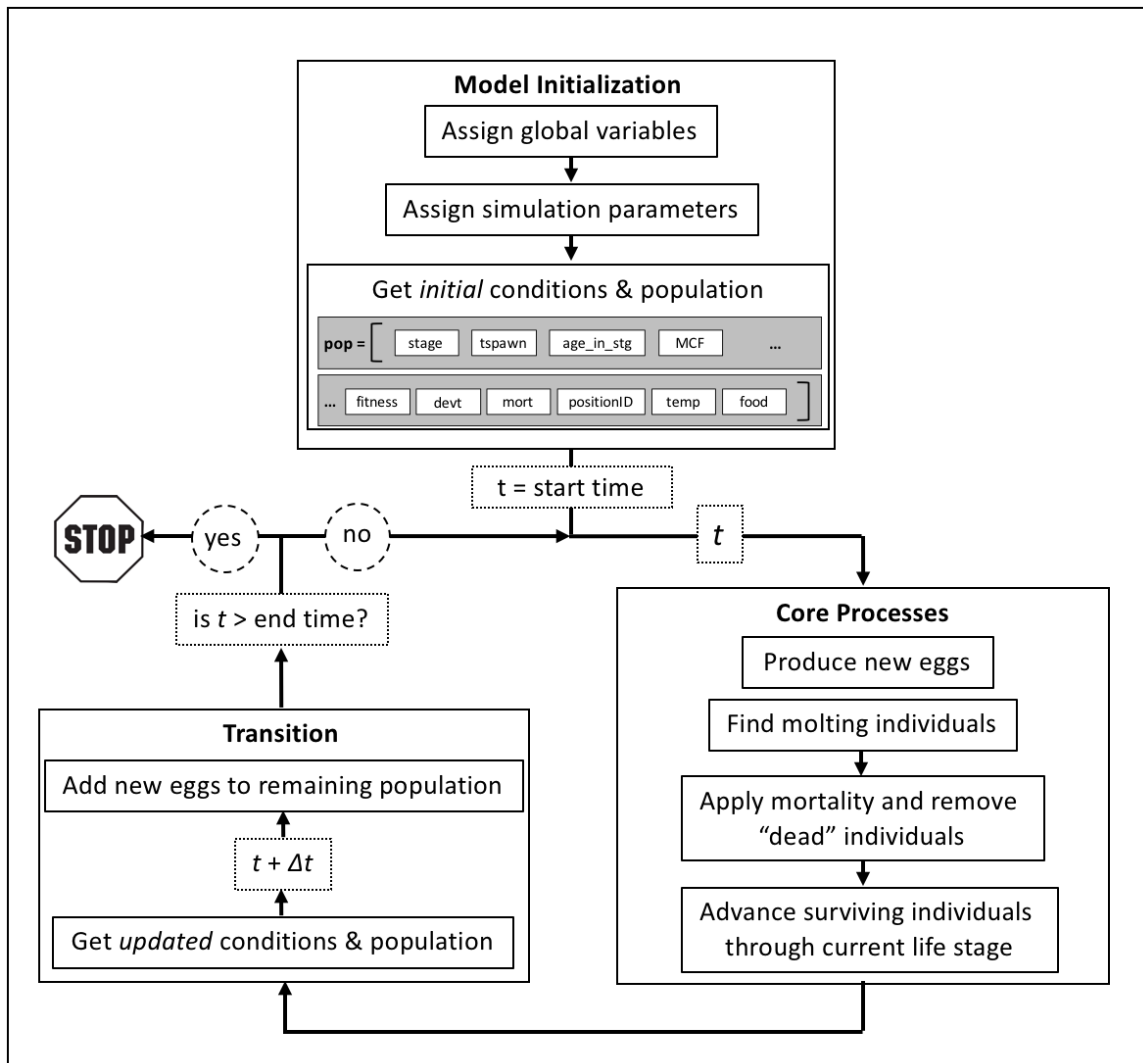 Model Initialization
Assign global variables
Assign simulation parameters
Get initial conditions & population
pop = [ stage tspawn age_in_stg MCF ...
... fitness devt mort positionID temp food ]
t = start time
STOP yes no t
is t > end time?
Core Processes
Produce new eggs
Find molting individuals
Apply mortality and remove
“dead” individuals
Advance surviving individuals
through current life stage
Transition
Add new eggs to remaining population
t + Δt
Get updated conditions & population